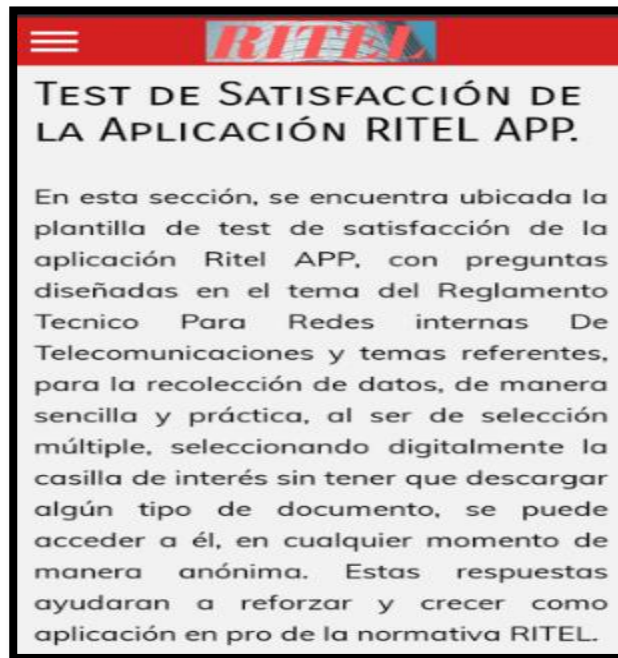 RITEL
TEST DE SATISFACCIÓN DE
LA APLICACIÓN RITEL APP.
En esta sección, se encuentra ubicada la
plantilla de test de satisfacción de la
aplicación Ritel APP, con preguntas
diseñadas en el tema del Reglamento
Tecnico Para Redes internas De
Telecomunicaciones y temas referentes,
para la recolección de datos, de manera
sencilla y práctica, al ser de selección
múltiple, seleccionando digitalmente la
casilla de interés sin tener que descargar
algún tipo de documento, se puede
acceder a él, en cualquier momento de
manera anónima. Estas respuestas
ayudaran a reforzar y crecer como
aplicación en pro de la normativa RITEL.